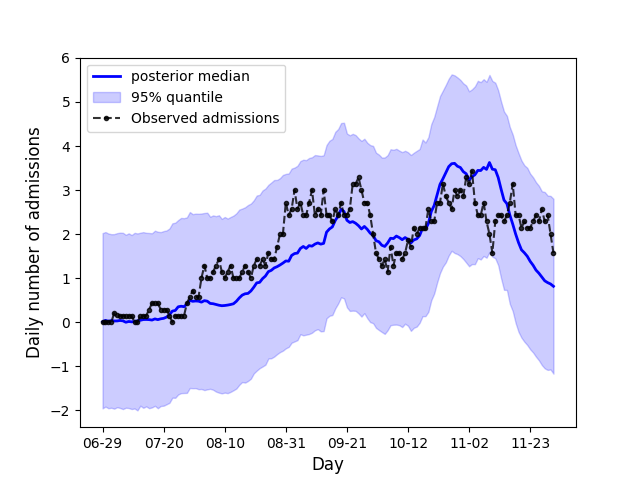 6
5
4
3
2
1
0
−1
−2
Daily number of admissions
posterior median
95% quantile
Observed admissions
06-29 07-20 08-10 08-31 09-21 10-12 11-02 11-23
Day